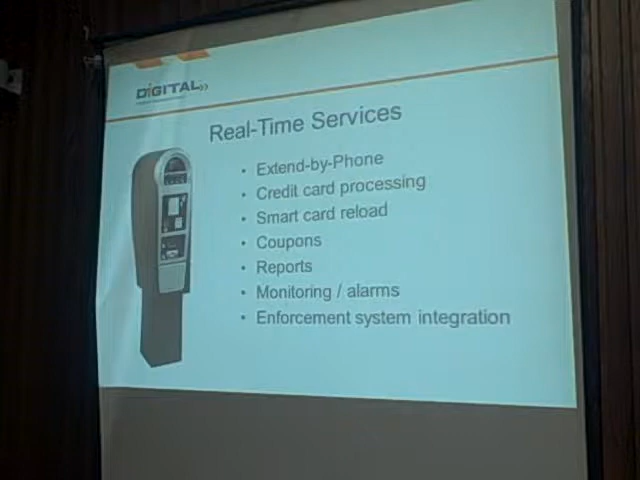 DIGITAL
Real-Time Services
• Extend-by-Phone
• Credit card processing
• Smart card reload
• Coupons
• Reports
• Monitoring / alarms
• Enforcement system integration